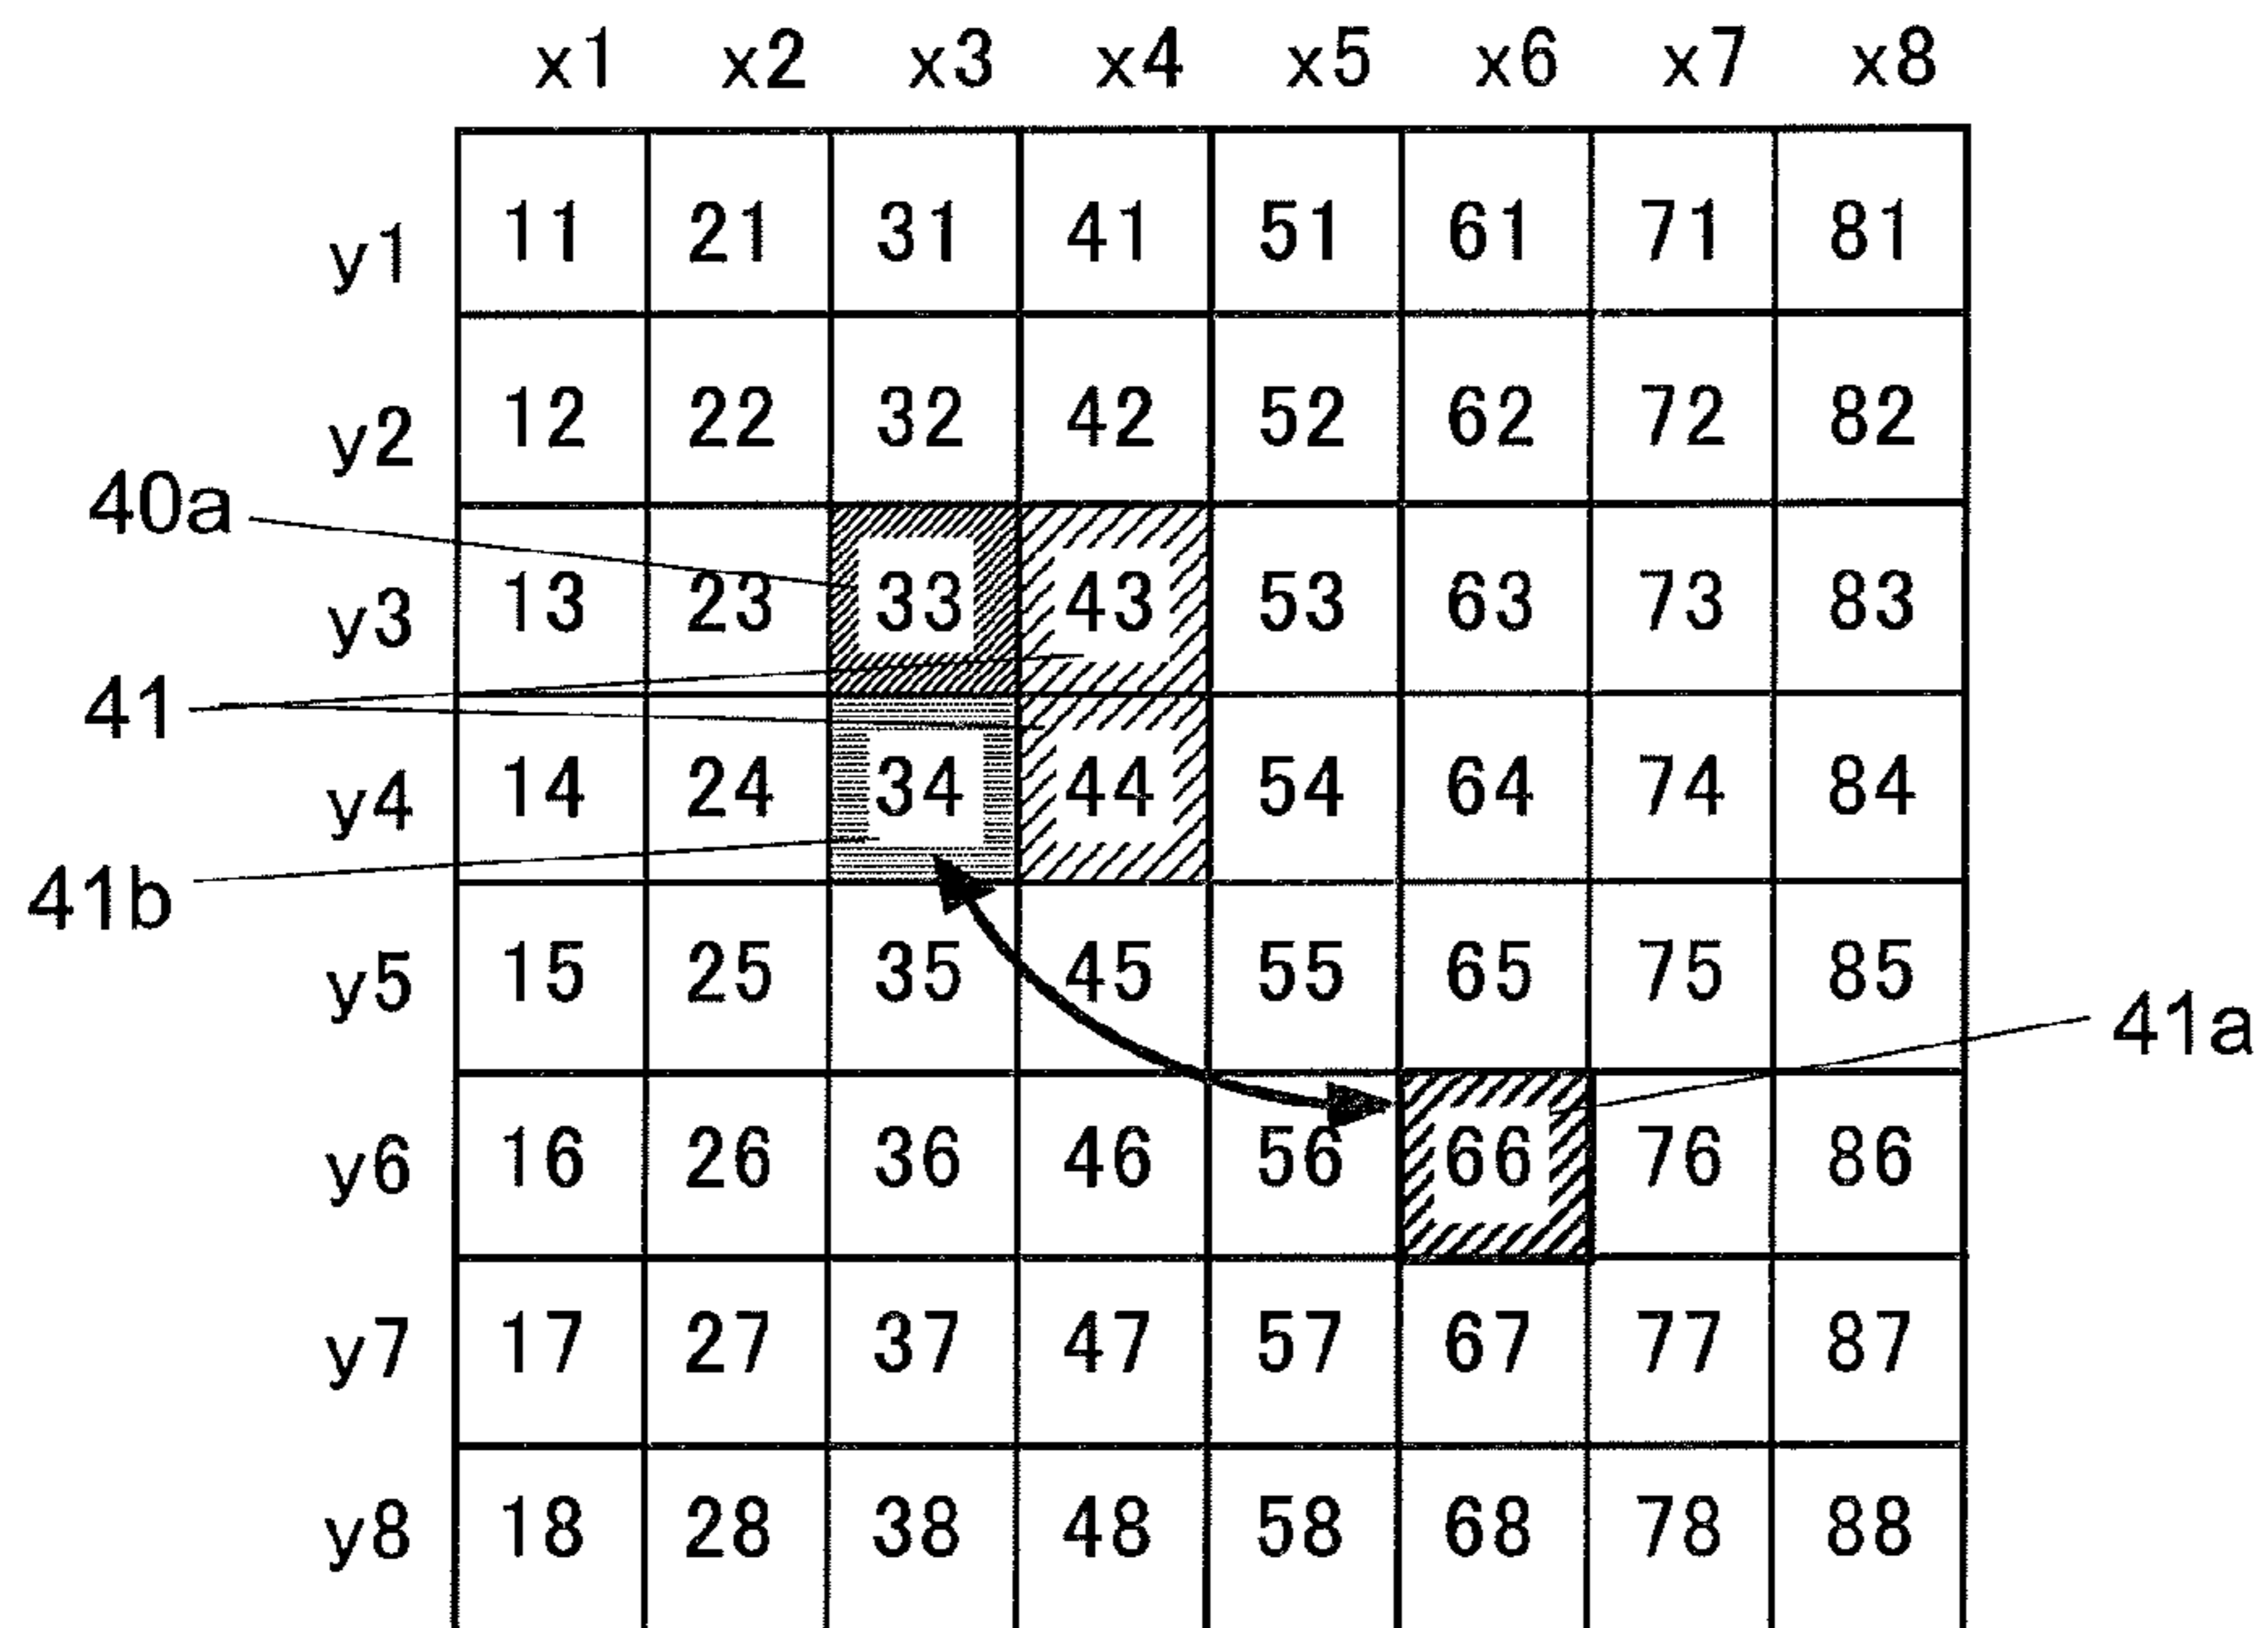 x1 x2 x3 x4 x5 x6 x7 x8
y1 11 21 31 41 51 61 71 81
y2 12 22 32 42 52 62 72 82
40a
y3 13 23 33 43 53 63 73 83
41
y4 14 24 34 44 54 64 74 84
41b
y5 15 25 35 45 55 65 75 85
41a
y6 16 26 36 46 56 66 76 86
y7 17 27 37 47 57 67 77 87
y8 18 28 38 48 58 68 78 88